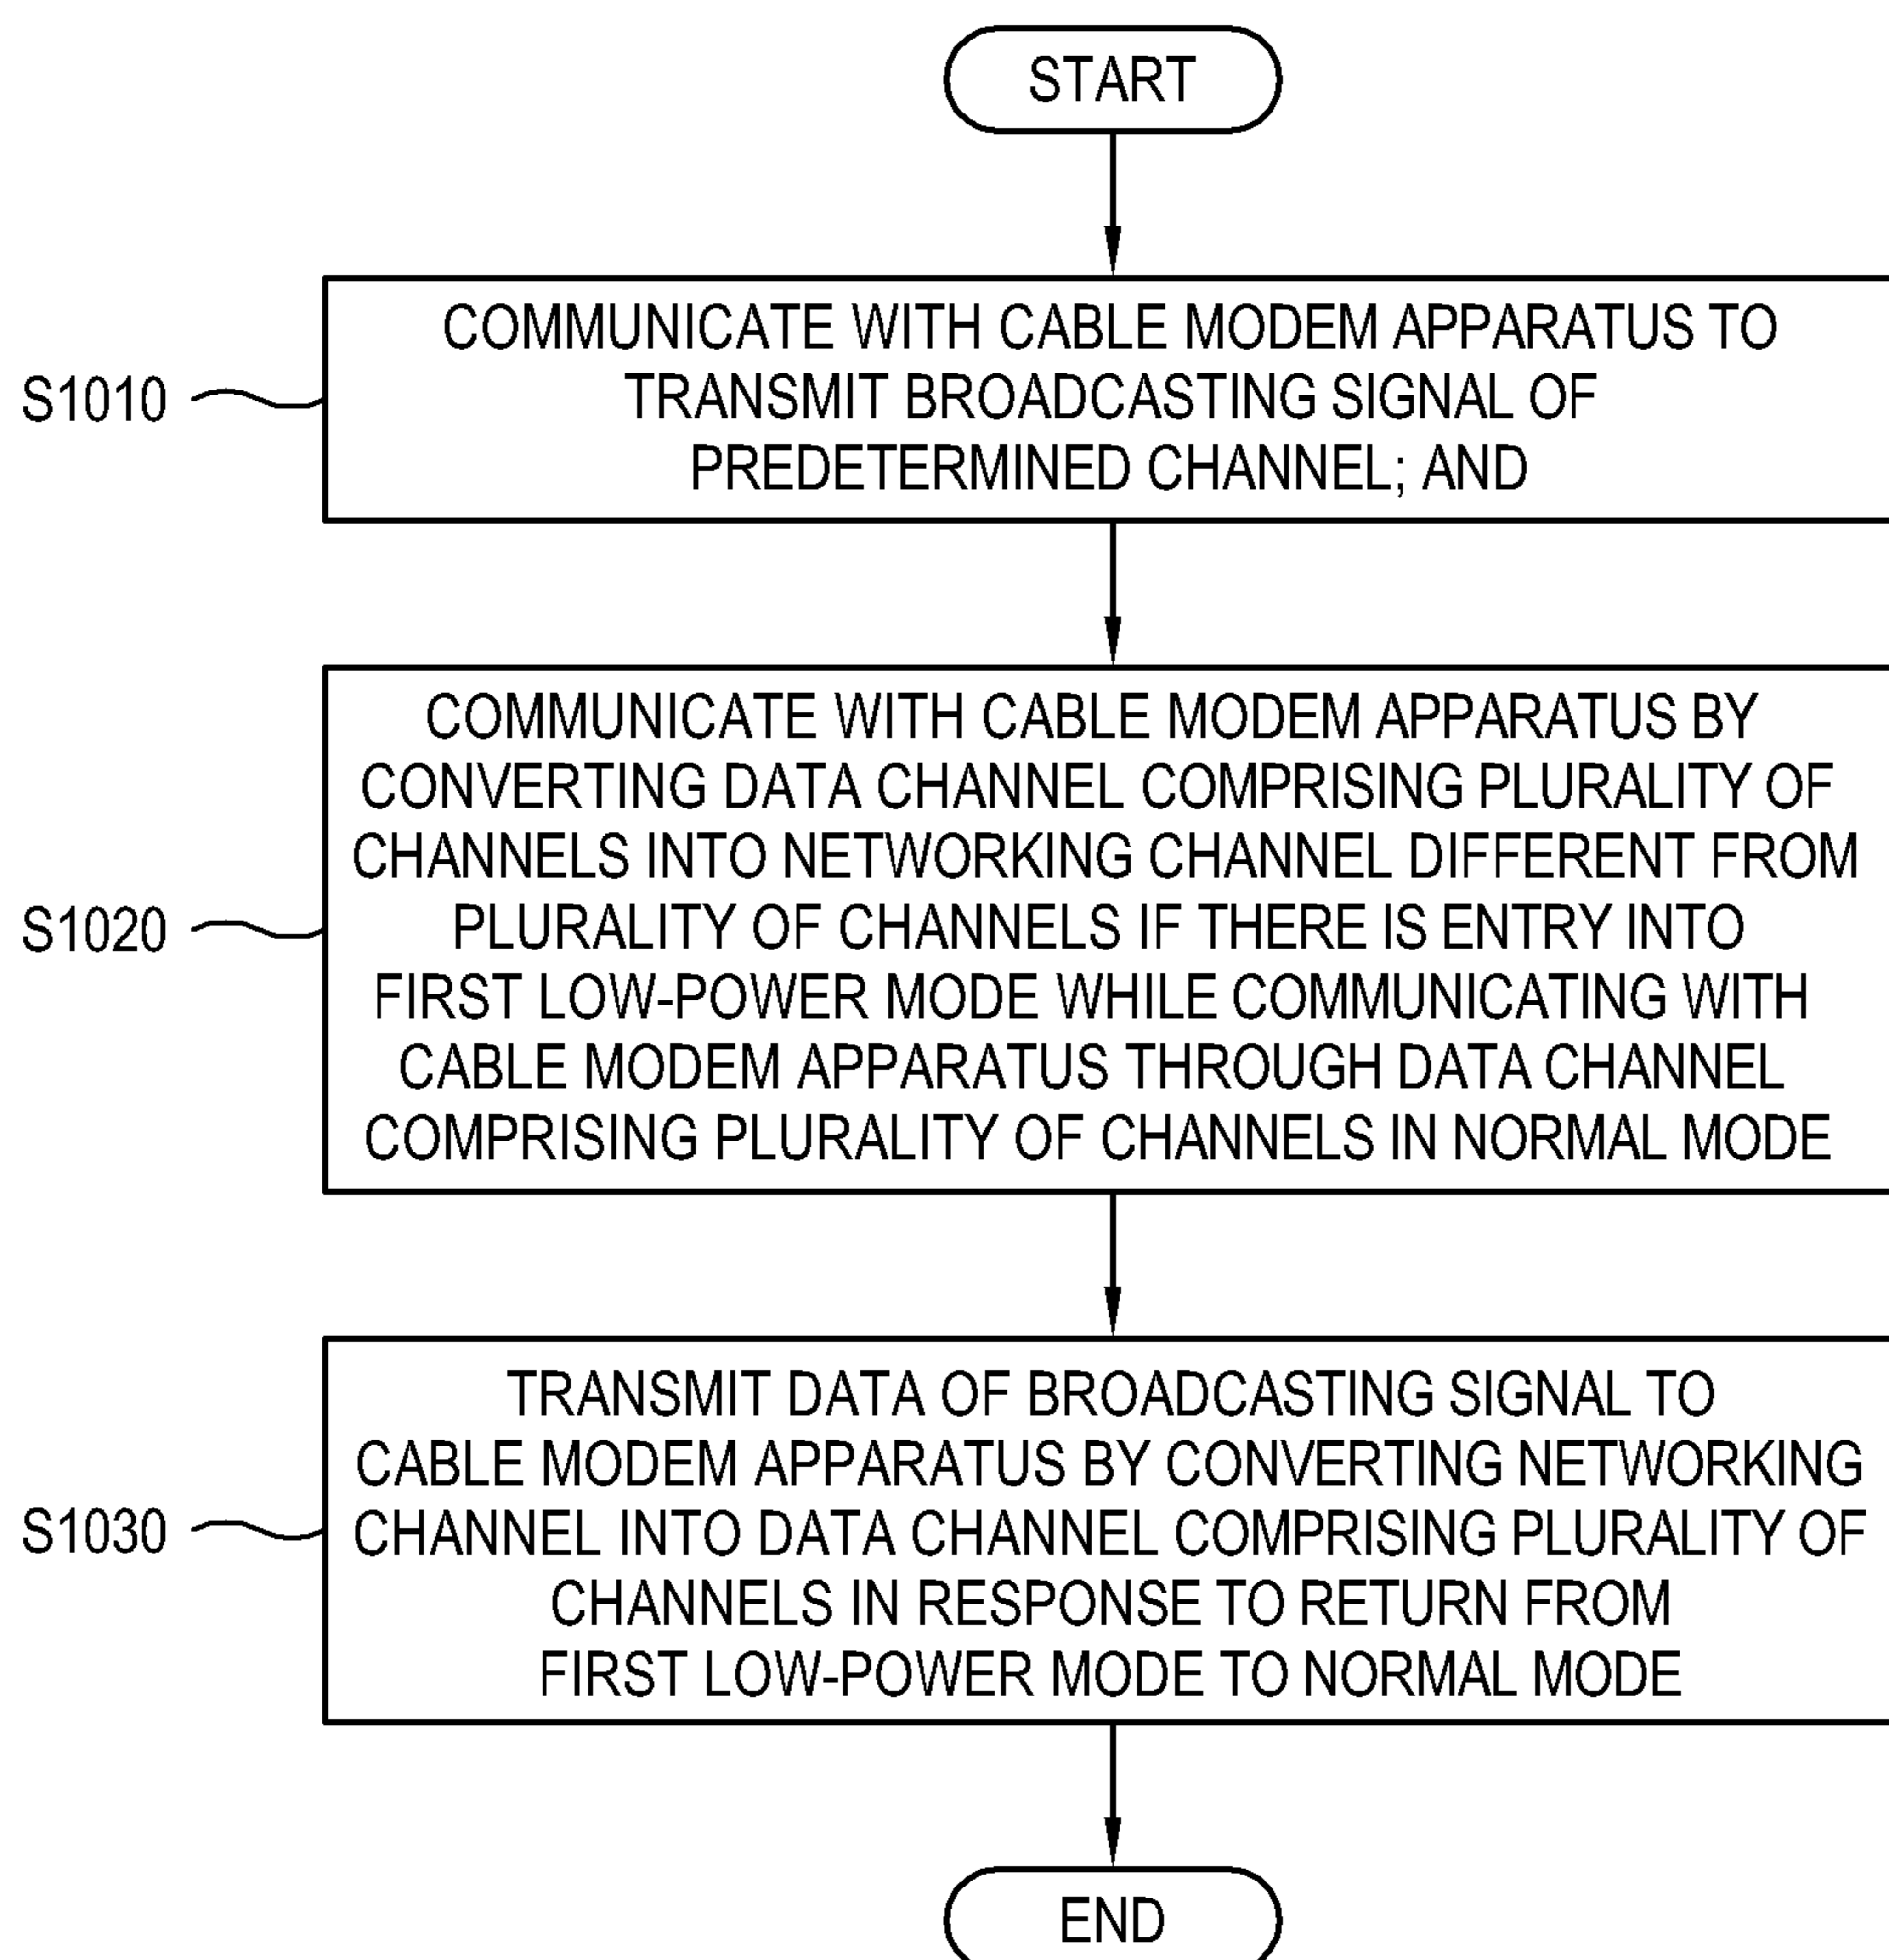 START
COMMUNICATE WITH CABLE MODEM APPARATUS TO
TRANSMIT BROADCASTING SIGNAL OF
PREDETERMINED CHANNEL; AND
S1010
COMMUNICATE WITH CABLE MODEM APPARATUS BY
CONVERTING DATA CHANNEL COMPRISING PLURALITY OF
CHANNELS INTO NETWORKING CHANNEL DIFFERENT FROM
PLURALITY OF CHANNELS IF THERE IS ENTRY INTO
FIRST LOW-POWER MODE WHILE COMMUNICATING WITH
CABLE MODEM APPARATUS THROUGH DATA CHANNEL
COMPRISING PLURALITY OF CHANNELS IN NORMAL MODE
S1020
TRANSMIT DATA OF BROADCASTING SIGNAL TO
CABLE MODEM APPARATUS BY CONVERTING NETWORKING
CHANNEL INTO DATA CHANNEL COMPRISING PLURALITY OF
CHANNELS IN RESPONSE TO RETURN FROM
FIRST LOW-POWER MODE TO NORMAL MODE
S1030
END